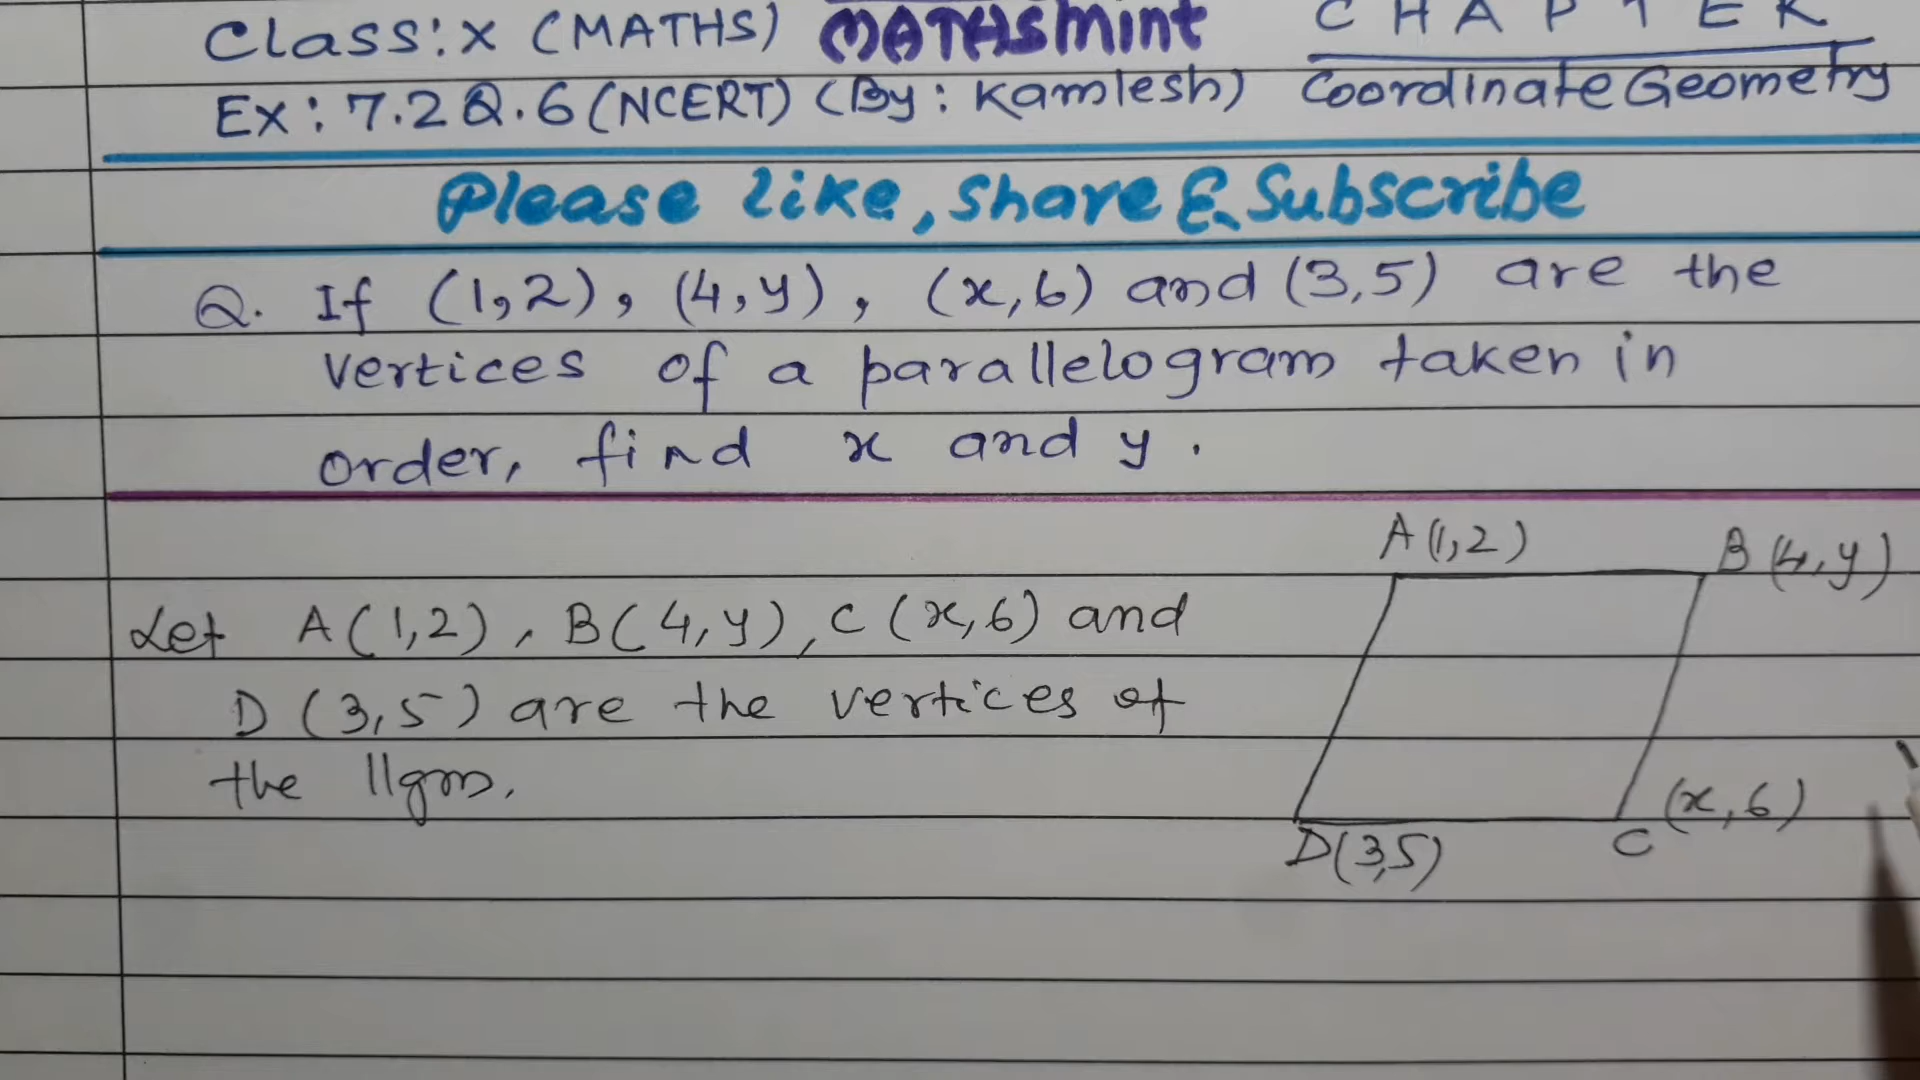 Class: X (MATHS) MATHSmint CHAPTER
Ex: 7.2 Q.6 (NCERT) (By: Kamlesh) Coordinate Geometry
Please like, Share & Subscribe
Q. If (1,2), (4,y), (x,6) and (3,5) are the
vertices of a parallelogram taken in
order, find x and y.
A(1,2)
B(4,y)
Let A(1,2), B(4,y), C(x,6) and
D(3,5) are the vertices of
the ||gm.
(x,6)
D(3,5)
C